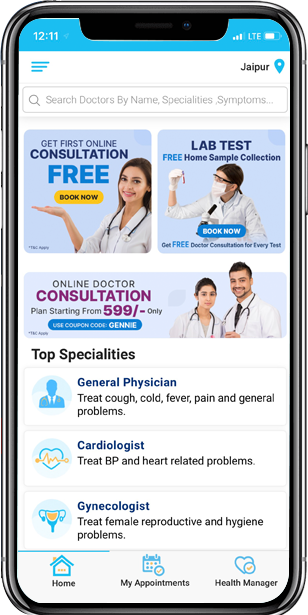 12:11
LTE
Jaipur
Search Doctors By Name, Specialities ,Symptoms...
GET FIRST ONLINE
CONSULTATION
FREE
BOOK NOW
*T&C Apply
LAB TEST
FREE Home Sample Collection
BOOK NOW
Get FREE Doctor Consultation for Every Test
ONLINE DOCTOR
CONSULTATION
Plan Starting From 599/- Only
USE COUPON CODE: GENNIE
*T&C Apply
Top Specialities
General Physician
Treat cough, cold, fever, pain and general
problems.
Cardiologist
Treat BP and heart related problems.
Gynecologist
Treat female reproductive and hygiene
problems.
Home
My Appointments
Health Manager